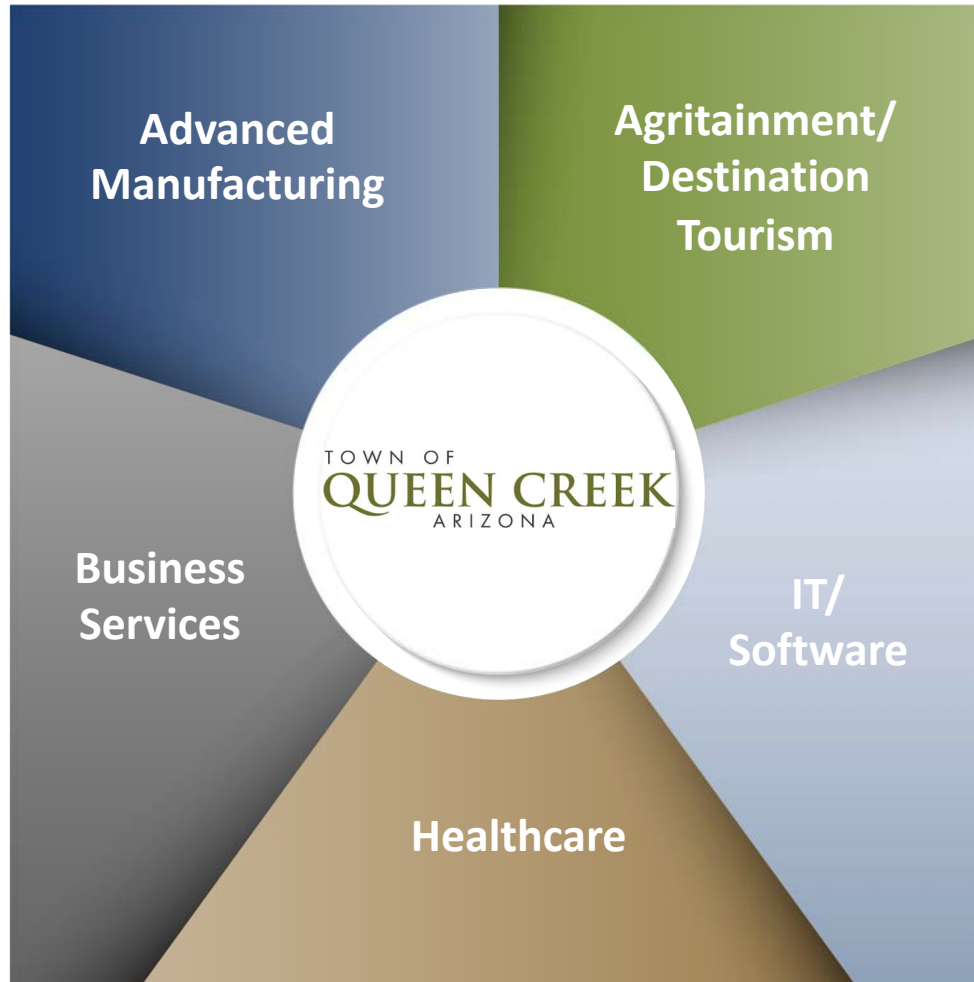 Advanced
Manufacturing
Agritainment/
Destination
Tourism
TOWN OF
QUEEN CREEK
ARIZONA
Business
Services
IT/
Software
Healthcare